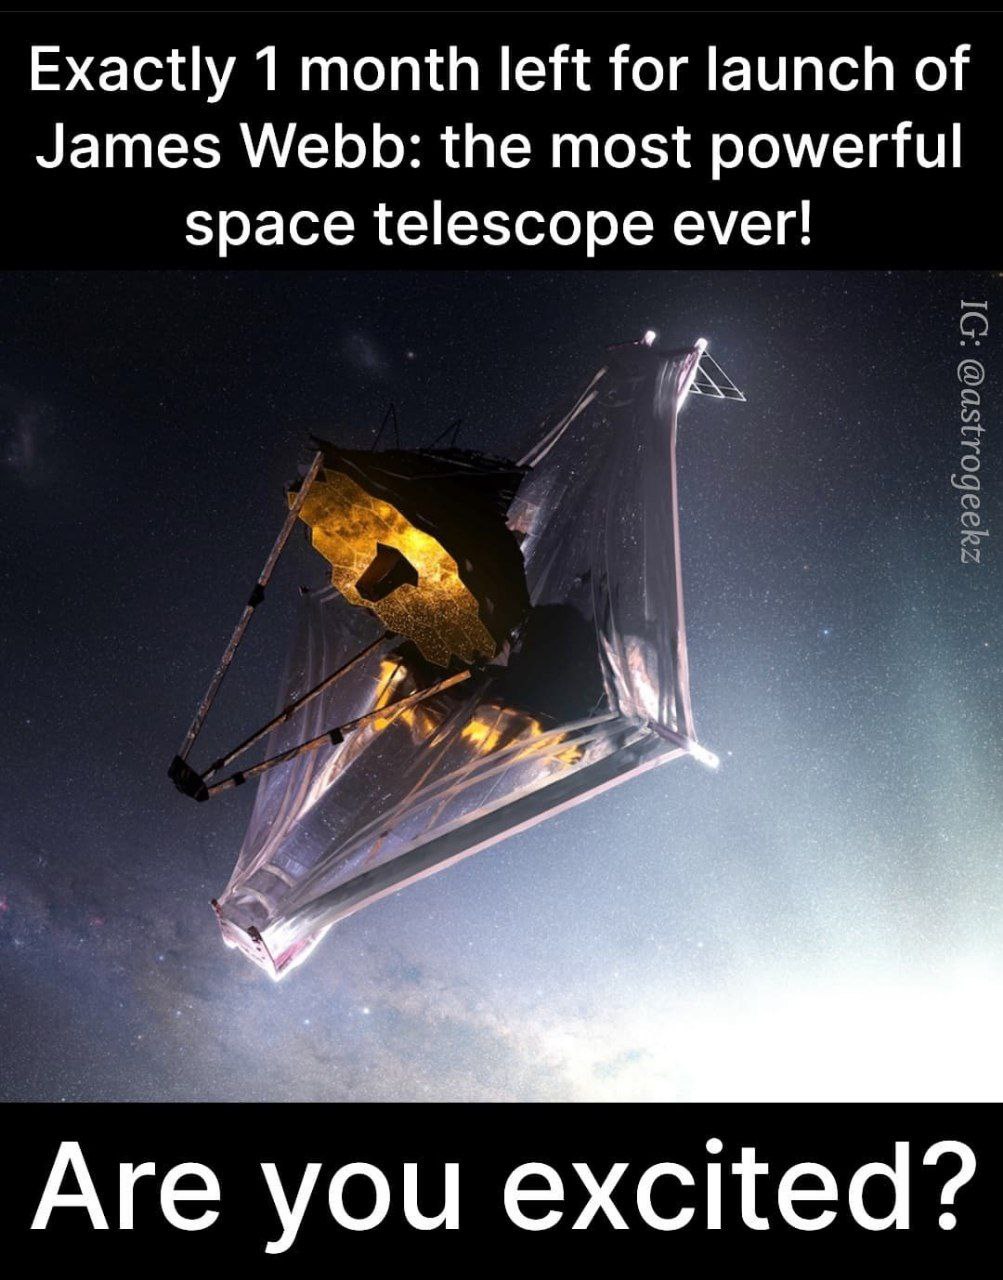 Exactly 1 month left for launch of
James Webb: the most powerful
space telescope ever!
IG: @astrogeekz
Are you excited?